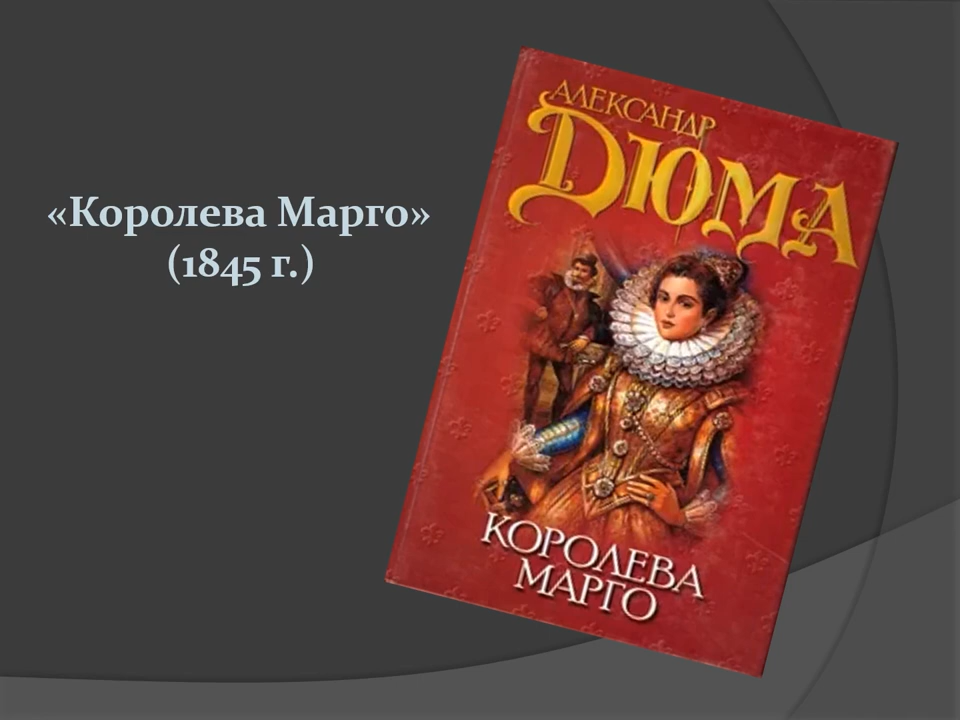 «Королева Марго»
(1845 г.)
АЛЕКСАНДР
ДЮМА
КОРОЛЕВА
МАРГО